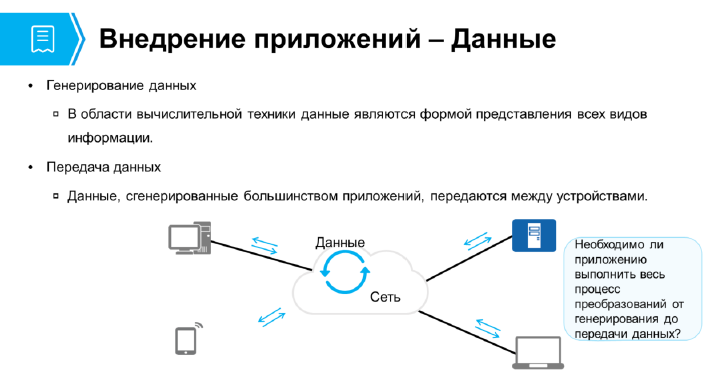 Внедрение приложений – Данные
• Генерирование данных
▫ В области вычислительной техники данные являются формой представления всех видов
информации.
• Передача данных
▫ Данные, сгенерированные большинством приложений, передаются между устройствами.
Данные
Сеть
Необходимо ли
приложению
выполнить весь
процесс
преобразований от
генерирования до
передачи данных?